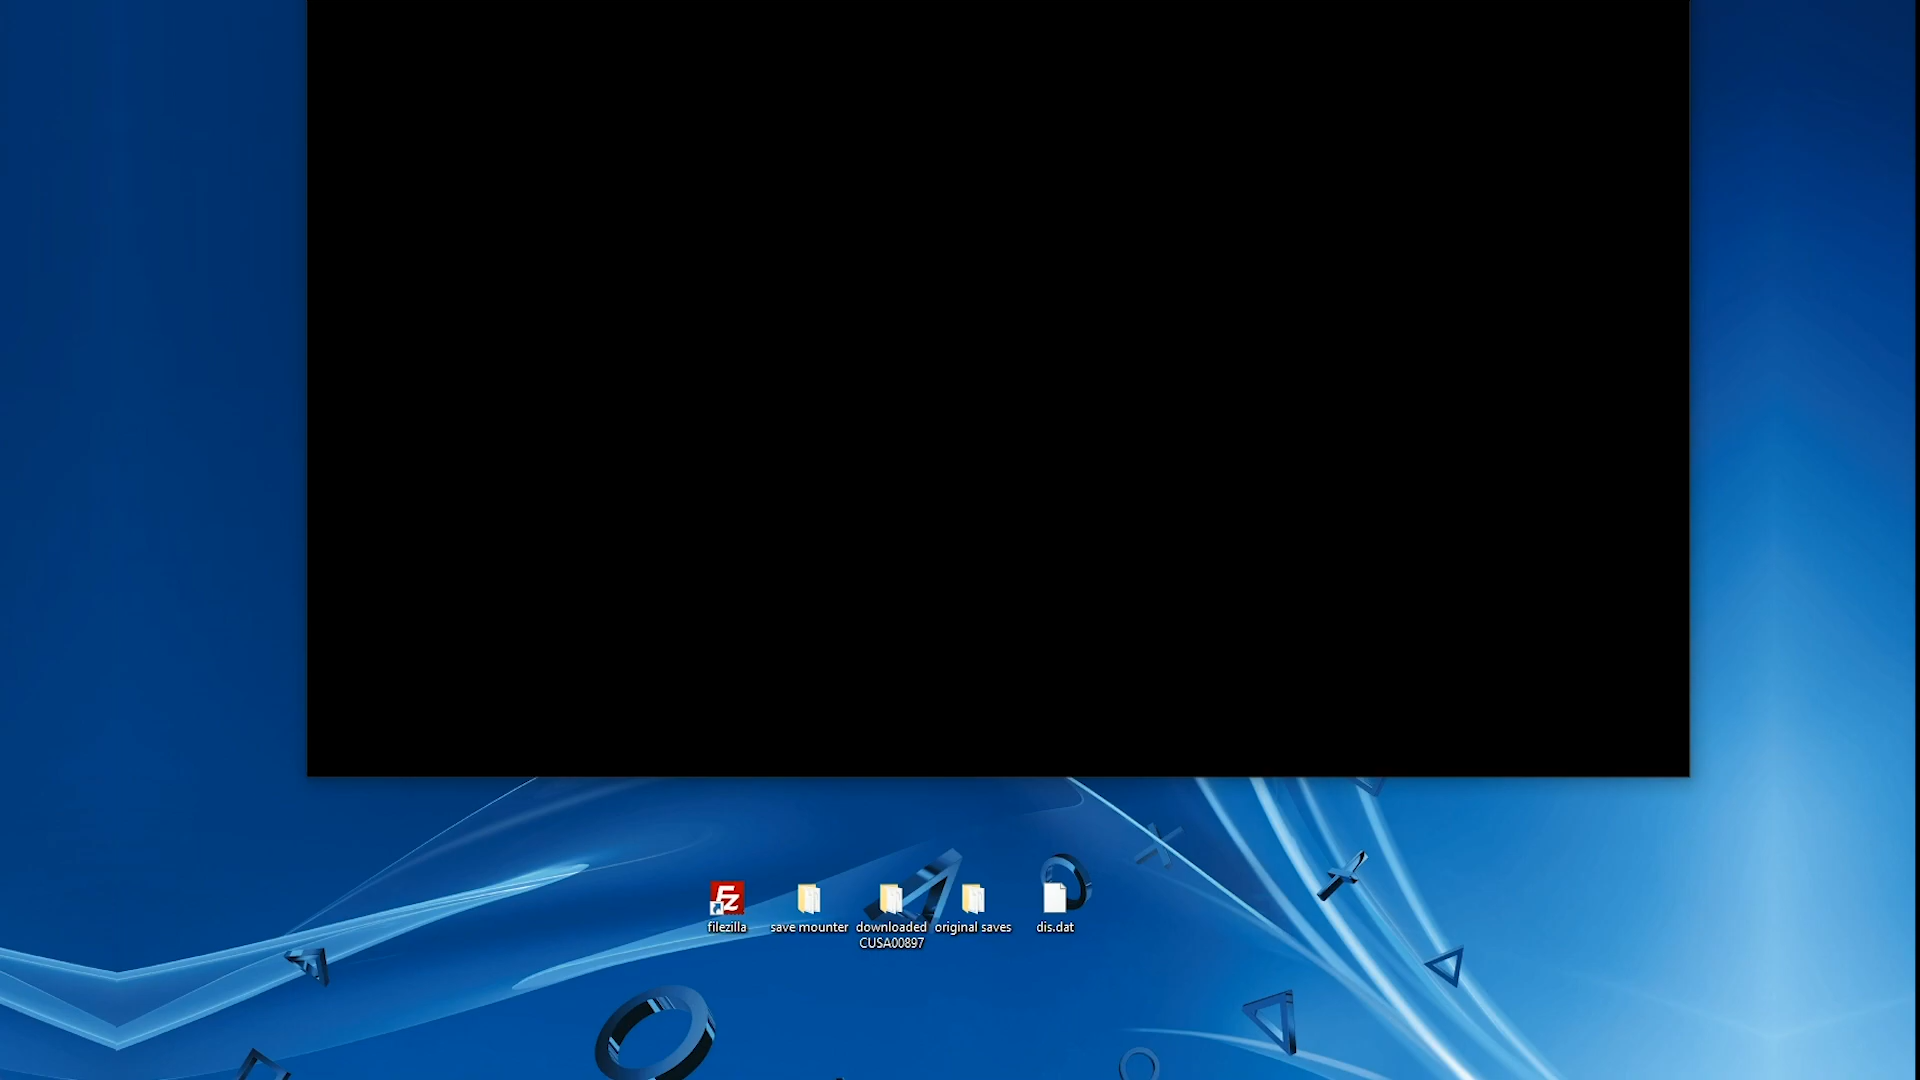 filezilla
save mounter
downloaded
CUSA00897
original saves
dis.dat